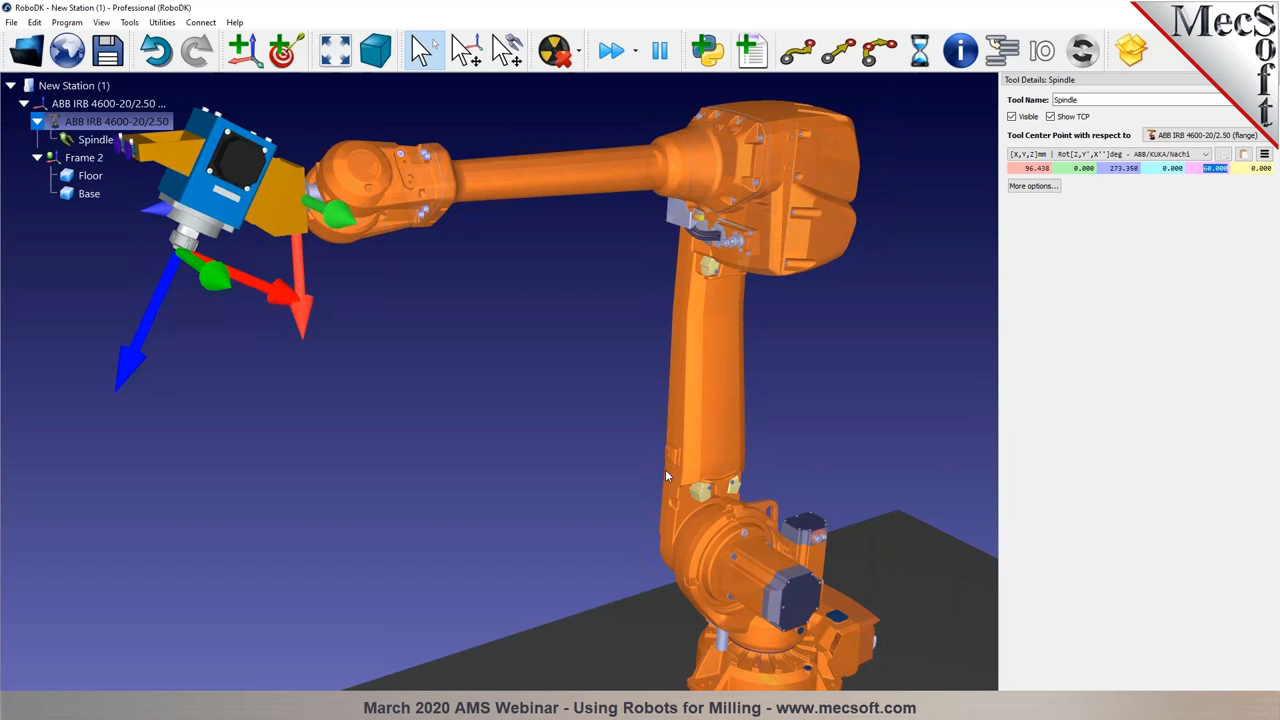 RoboDK - New Station (1) - Professional (RoboDK)
File Edit Program View Tools Utilities Connect Help
IO
MecSoft
New Station (1)
ABB IRB 4600-20/2.50 ...
ABB IRB 4600-20/2.50
Spindle
Frame 2
Floor
Base
Tool Details: Spindle
Tool Name: Spindle
Visible Show TCP
Tool Center Point with respect to ABB IRB 4600-20/2.50 (flange)
[X,Y,Z]mm | Rot[Z,Y',X'']deg - ABB/KUKA/Nachi
96.438 0.000 273.350 0.000 60.000 0.000
More options...
March 2020 AMS Webinar - Using Robots for Milling - www.mecsoft.com